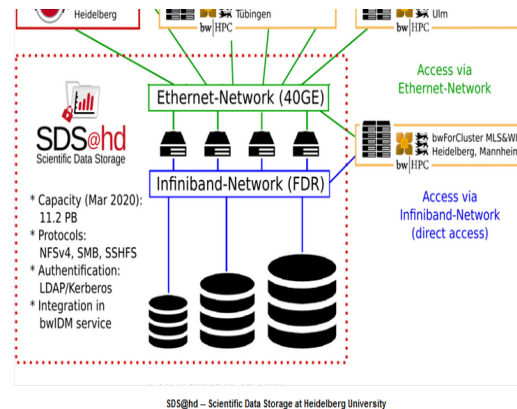 Heidelberg
Tübingen
Ulm
bw|HPC
bw|HPC
Access via
Ethernet-Network
Ethernet-Network (40GE)
SDS@hd
Scientific Data Storage
bwForCluster MLS&WI
Heidelberg, Mannheim
bw|HPC
Infiniband-Network (FDR)
Access via
Infiniband-Network
(direct access)
* Capacity (Mar 2020):
11.2 PB
* Protocols:
NFSv4, SMB, SSHFS
* Authentification:
LDAP/Kerberos
* Integration in
bwIDM service
SDS@hd -- Scientific Data Storage at Heidelberg University